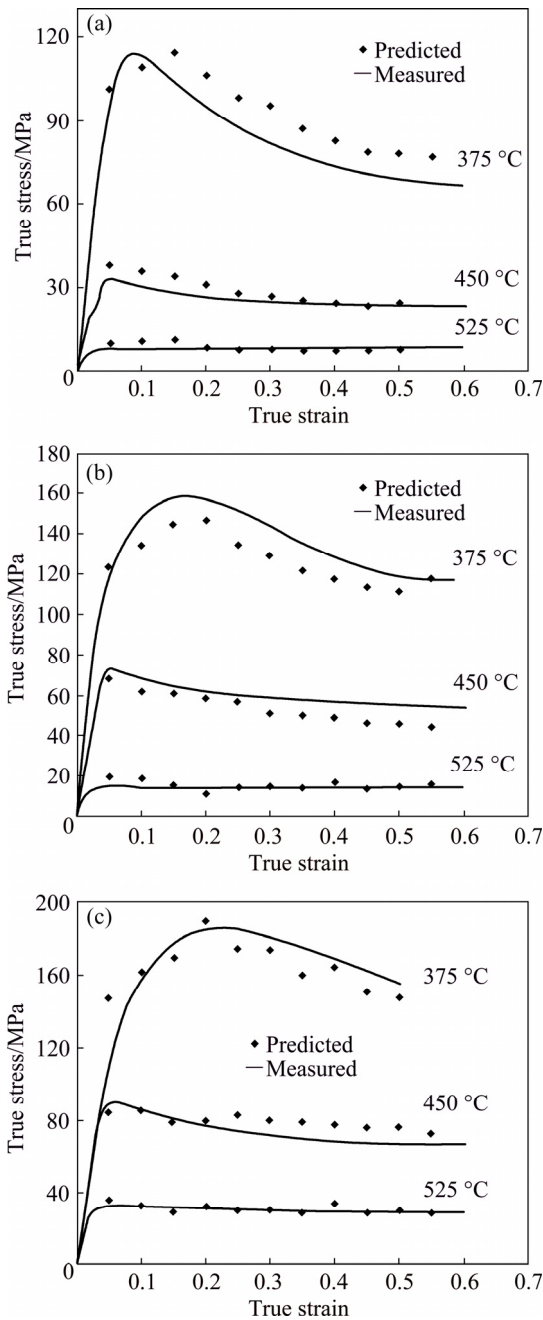 (a)
120
90
60
30
0
Predicted
Measured
375 °C
450 °C
525 °C
0.1 0.2 0.3 0.4 0.5 0.6 0.7
True strain
True stress/MPa
(b)
180
160
140
120
100
80
60
40
20
0
Predicted
Measured
375 °C
450 °C
525 °C
0.1 0.2 0.3 0.4 0.5 0.6 0.7
True strain
True stress/MPa
(c)
200
160
120
80
40
0
375 °C
Predicted
Measured
450 °C
525 °C
0.1 0.2 0.3 0.4 0.5 0.6 0.7
True strain
True stress/MPa